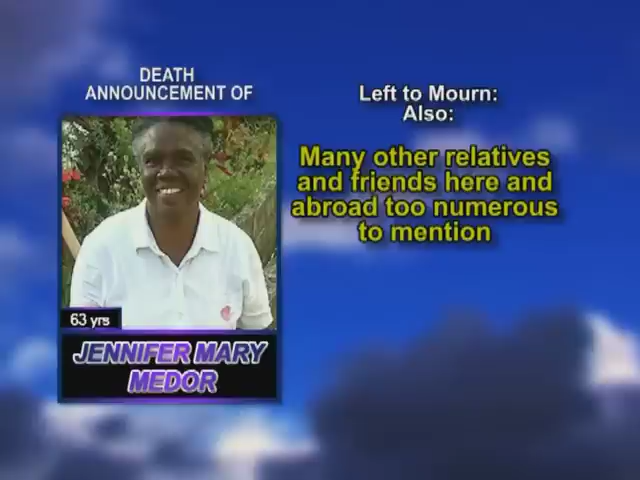 DEATH
ANNOUNCEMENT OF
63 yrs
JENNIFER MARY
MEDOR
Left to Mourn:
Also:
Many other relatives
and friends here and
abroad too numerous
to mention